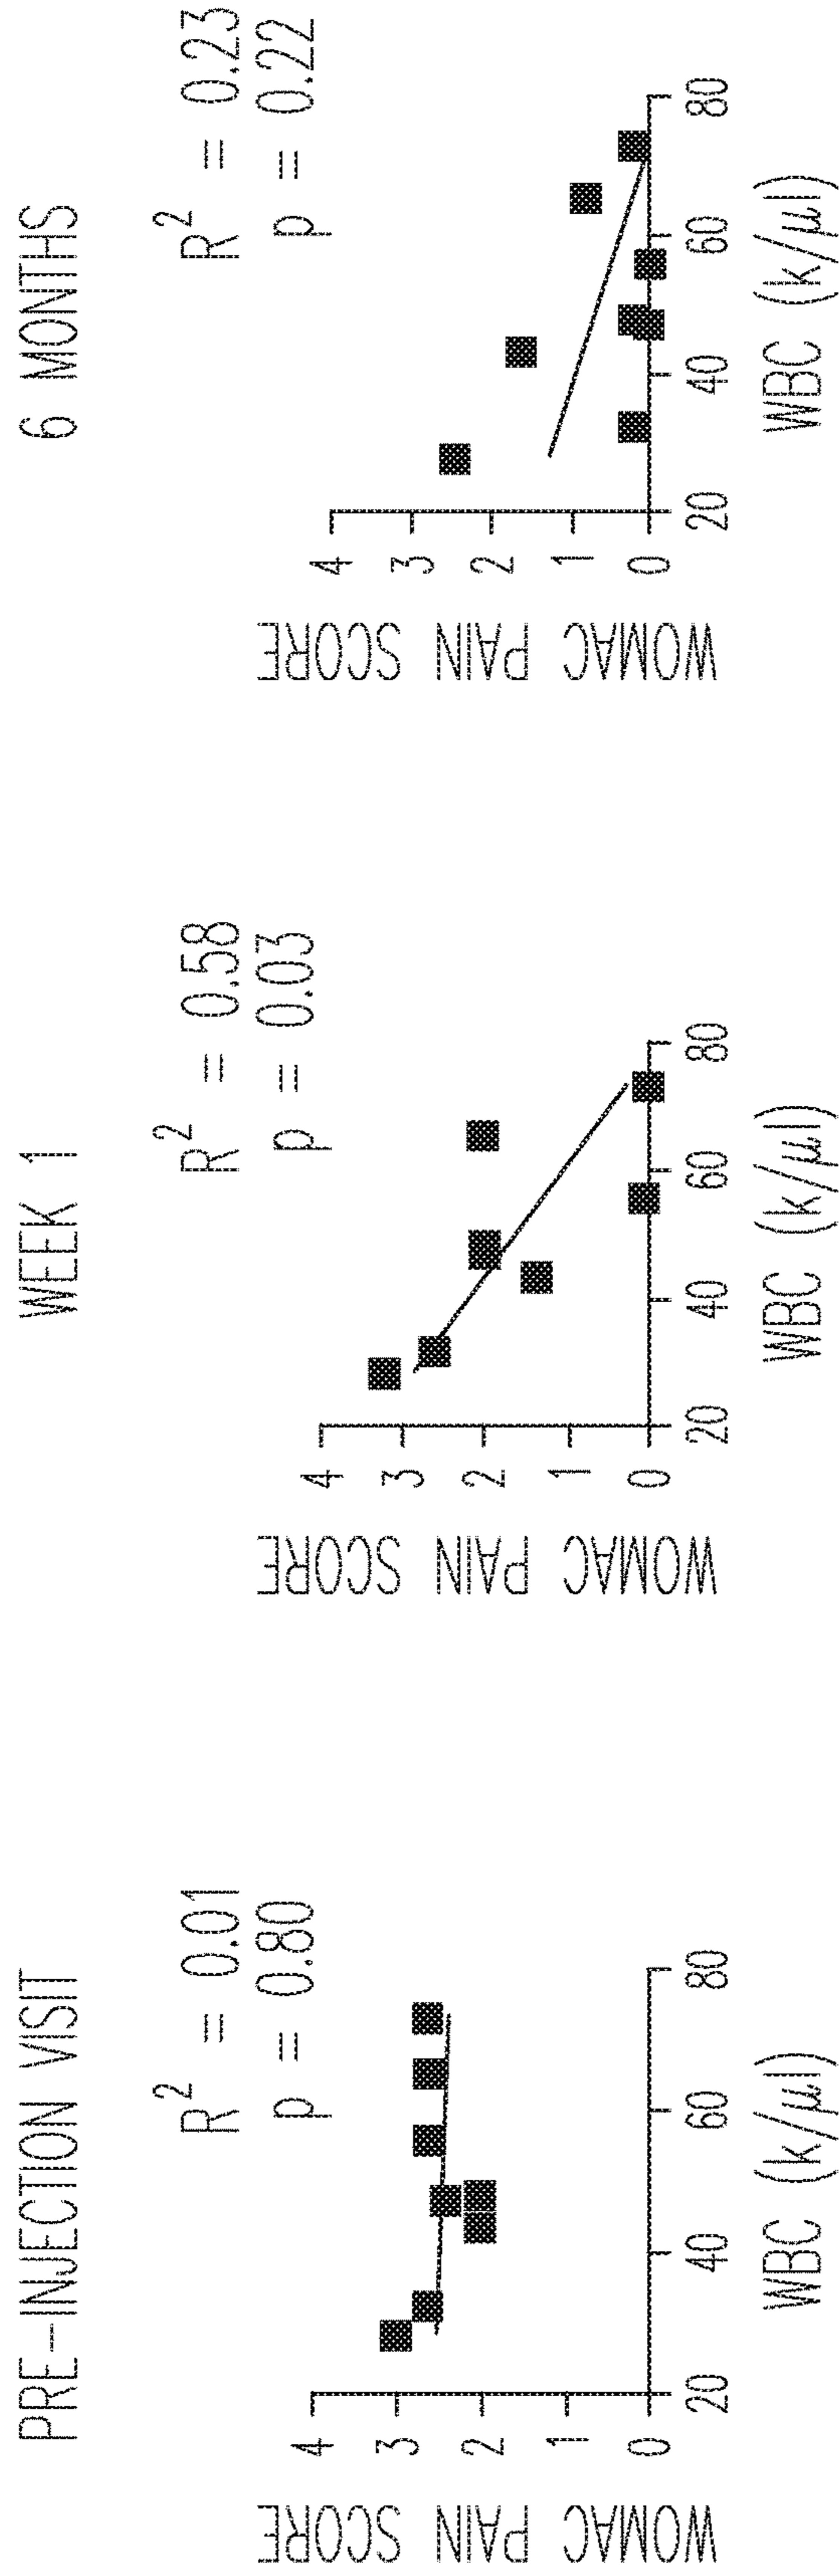 PRE-INJECTION VISIT
R² = 0.01
p = 0.80
WOMAC PAIN SCORE
4
3
2
1
0
20 40 60 80
WBC (k/µl)
WEEK 1
R² = 0.58
p = 0.03
WOMAC PAIN SCORE
4
3
2
1
0
20 40 60 80
WBC (k/µl)
6 MONTHS
R² = 0.23
p = 0.22
WOMAC PAIN SCORE
4
3
2
1
0
20 40 60 80
WBC (k/µl)